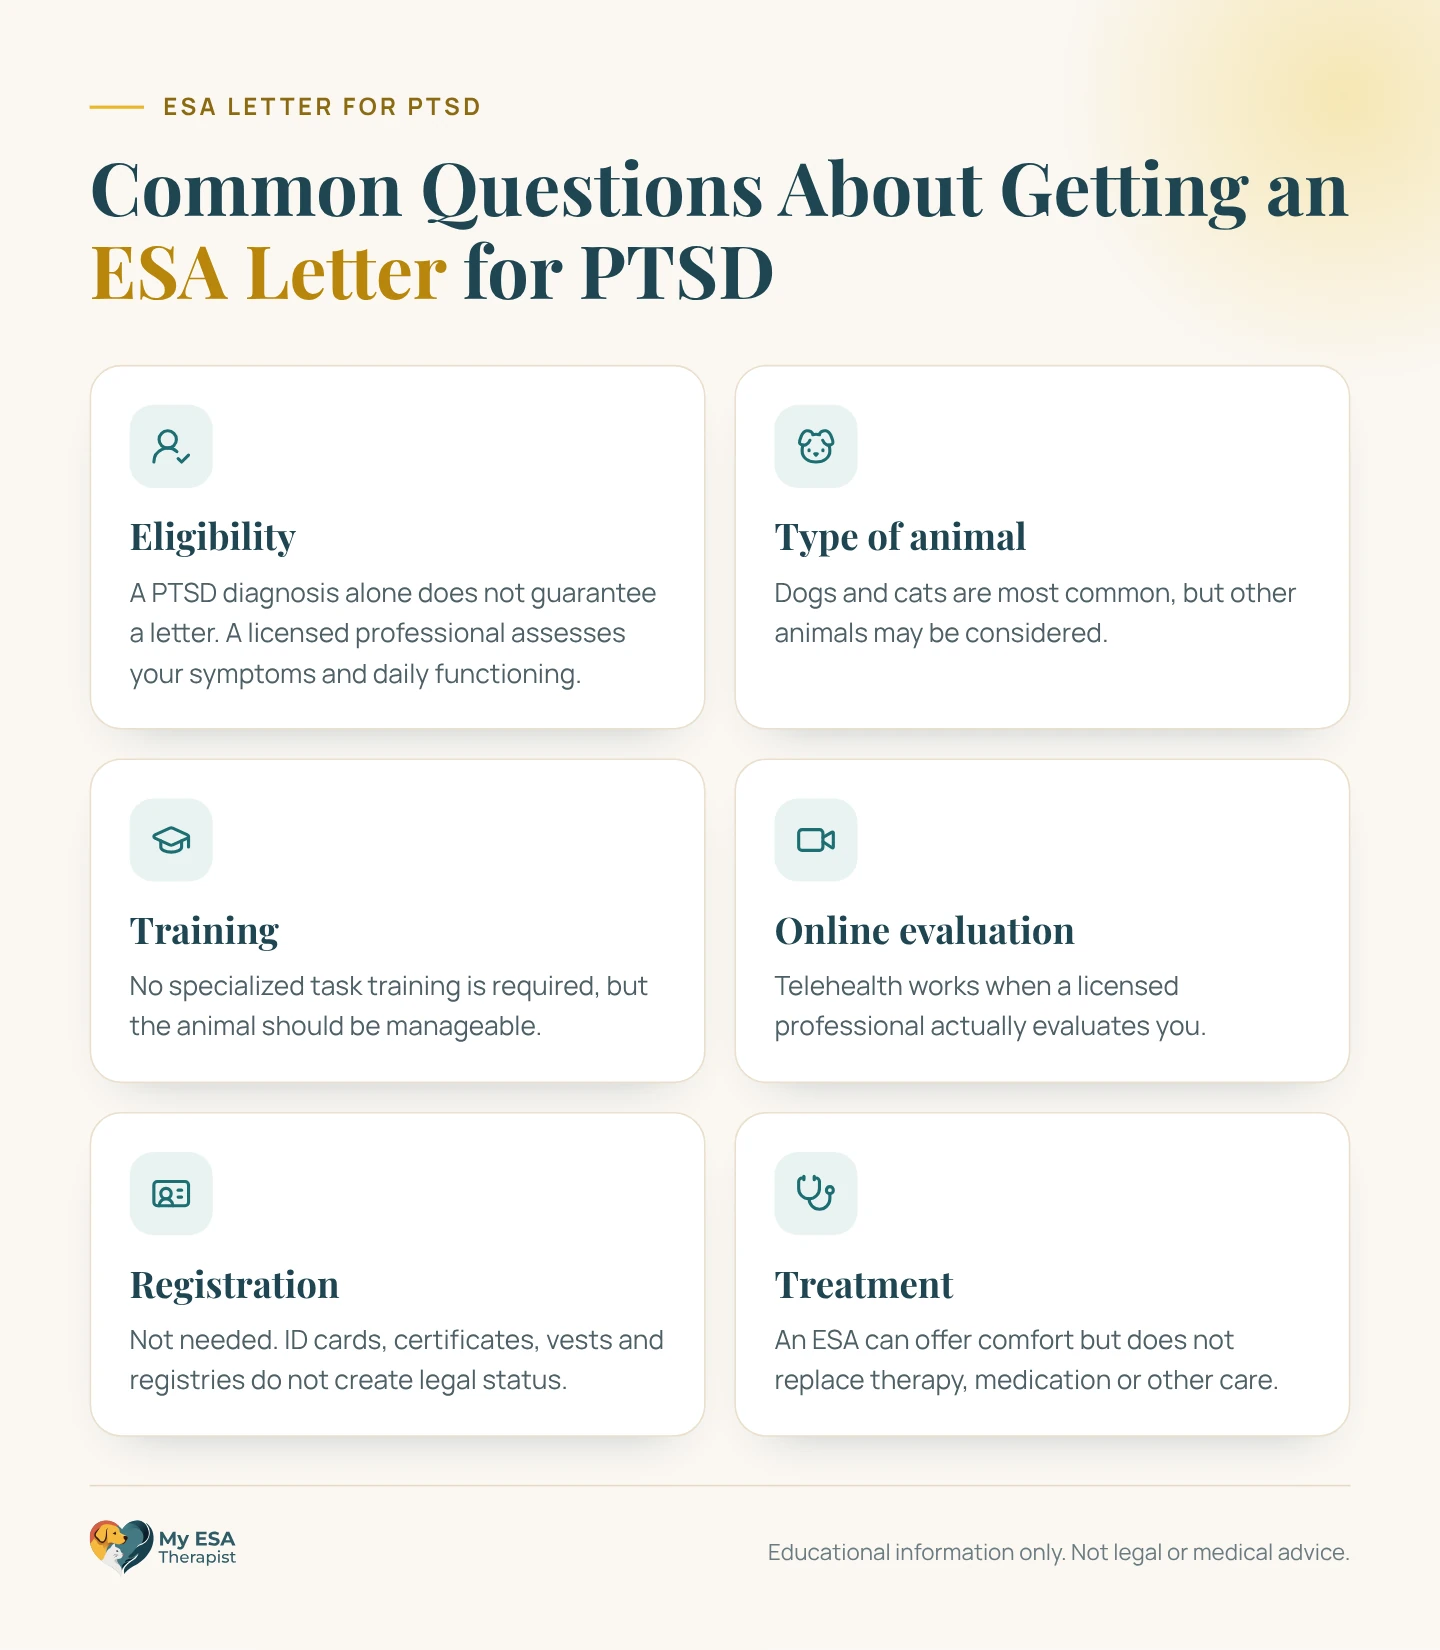 ESA LETTER FOR PTSD
Common Questions About Getting an
ESA Letter for PTSD
Eligibility
A PTSD diagnosis alone does not guarantee
a letter. A licensed professional assesses
your symptoms and daily functioning.
Type of animal
Dogs and cats are most common, but other
animals may be considered.
Training
No specialized task training is required, but
the animal should be manageable.
Online evaluation
Telehealth works when a licensed
professional actually evaluates you.
Registration
Not needed. ID cards, certificates, vests and
registries do not create legal status.
Treatment
An ESA can offer comfort but does not
replace therapy, medication or other care.
My ESA
Therapist
Educational information only. Not legal or medical advice.